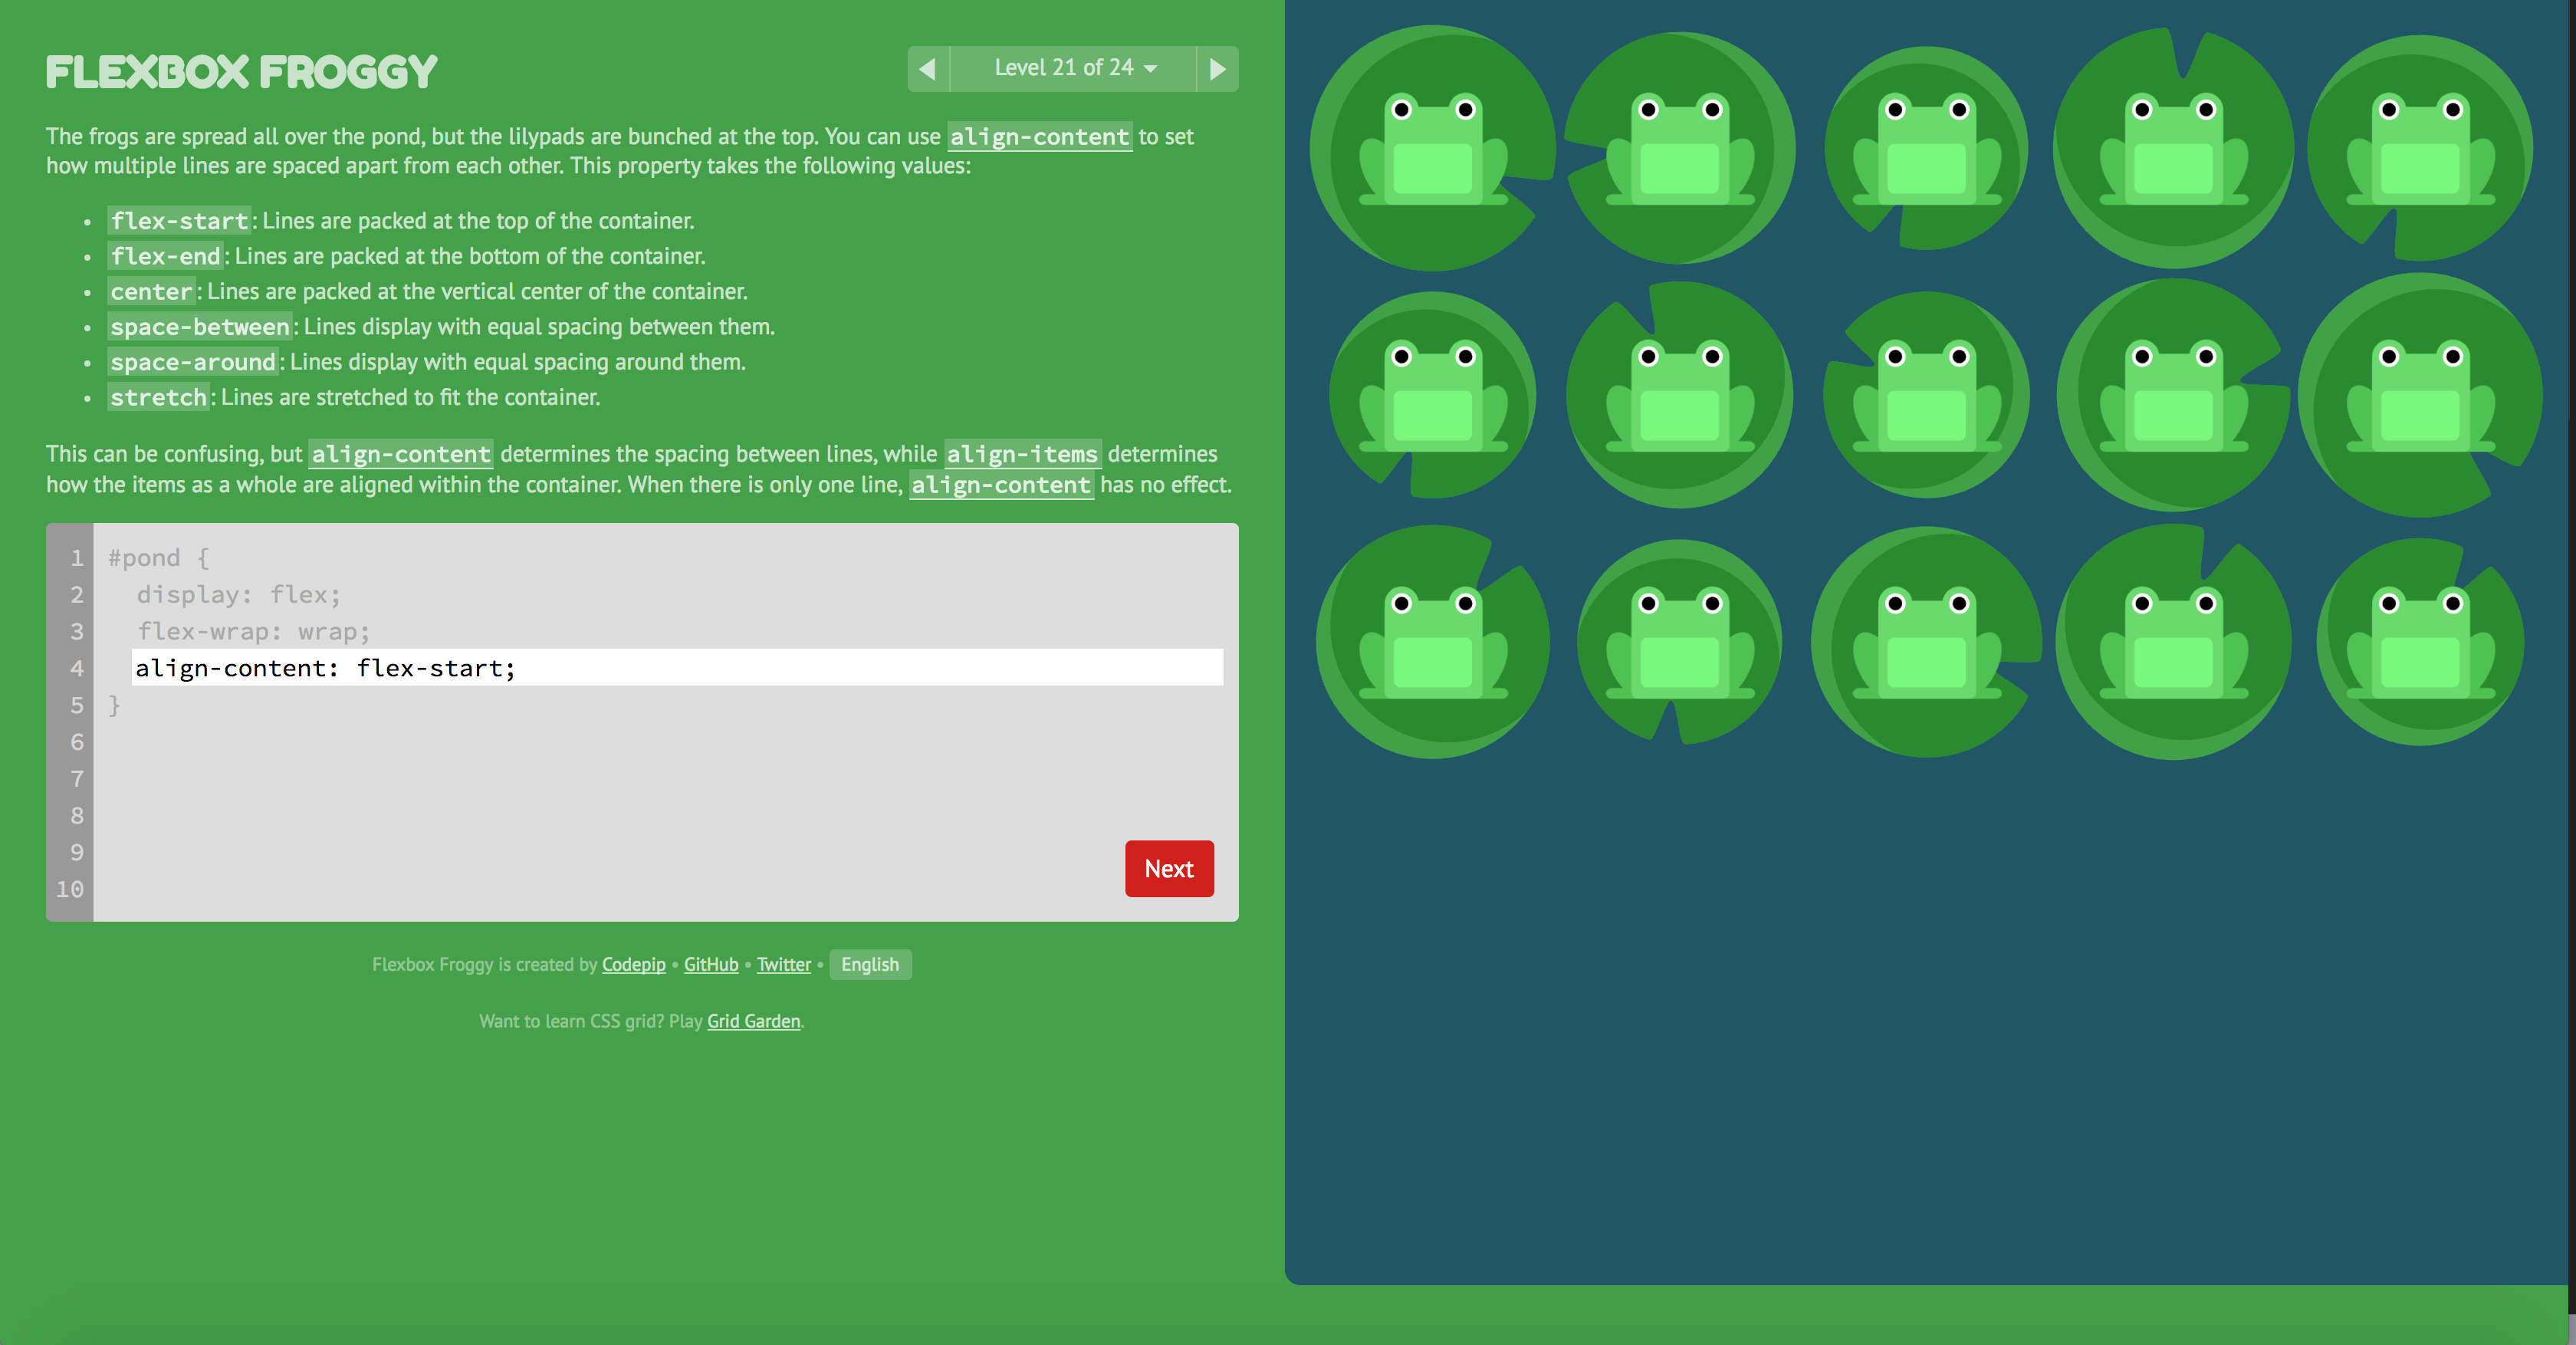 FLEXBOX FROGGY
Level 21 of 24
The frogs are spread all over the pond, but the lilypads are bunched at the top. You can use align-content to set
how multiple lines are spaced apart from each other. This property takes the following values:
• flex-start: Lines are packed at the top of the container.
• flex-end: Lines are packed at the bottom of the container.
• center: Lines are packed at the vertical center of the container.
• space-between: Lines display with equal spacing between them.
• space-around: Lines display with equal spacing around them.
• stretch: Lines are stretched to fit the container.
This can be confusing, but align-content determines the spacing between lines, while align-items determines
how the items as a whole are aligned within the container. When there is only one line, align-content has no effect.
1 #pond {
2 display: flex;
3 flex-wrap: wrap;
4 align-content: flex-start;
5 }
6
7
8
9
10
Next
Flexbox Froggy is created by Codepip • GitHub • Twitter • English
Want to learn CSS grid? Play Grid Garden.